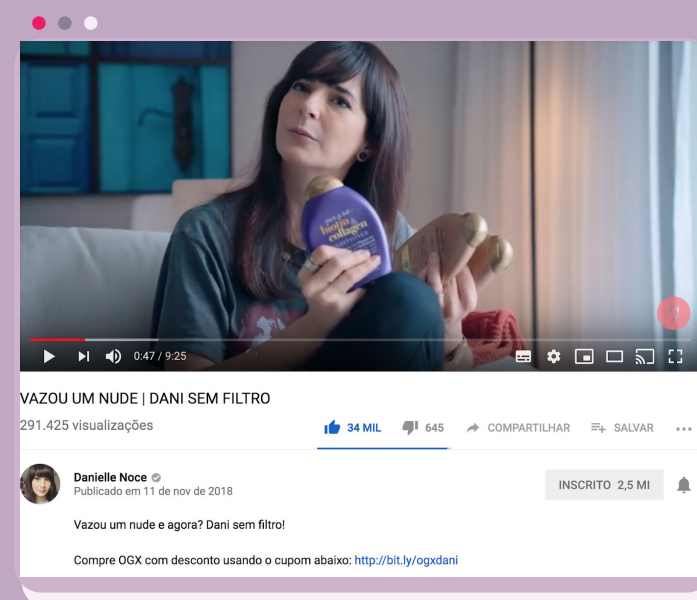 biotin &
collagen
CONDITIONER
0:47 / 9:25
VAZOU UM NUDE | DANI SEM FILTRO
291.425 visualizações
34 MIL
645
COMPARTILHAR
SALVAR
Danielle Noce
Publicado em 11 de nov de 2018
INSCRITO 2,5 MI
Vazou um nude e agora? Dani sem filtro!
Compre OGX com desconto usando o cupom abaixo: http://bit.ly/ogxdani